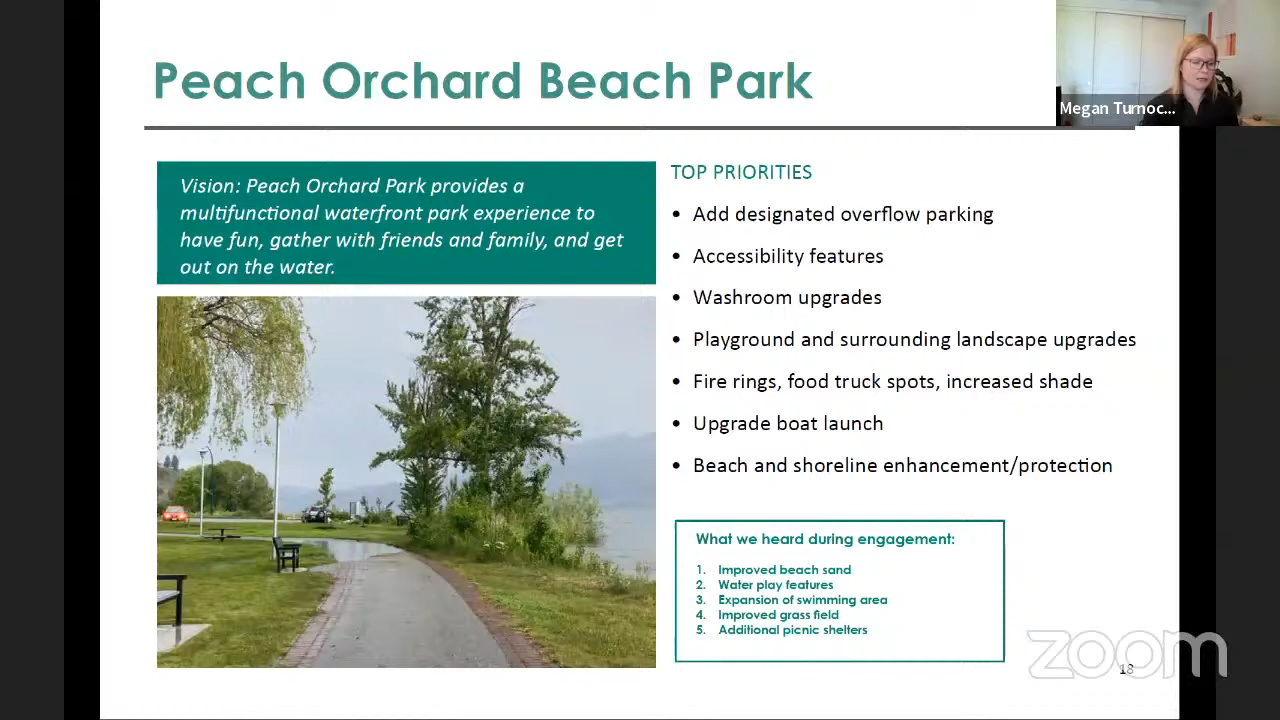 Peach Orchard Beach Park
Megan Turnoc...
Vision: Peach Orchard Park provides a
multifunctional waterfront park experience to
have fun, gather with friends and family, and get
out on the water.
TOP PRIORITIES
• Add designated overflow parking
• Accessibility features
• Washroom upgrades
• Playground and surrounding landscape upgrades
• Fire rings, food truck spots, increased shade
• Upgrade boat launch
• Beach and shoreline enhancement/protection
What we heard during engagement:
1. Improved beach sand
2. Water play features
3. Expansion of swimming area
4. Improved grass field
5. Additional picnic shelters
zoom
18